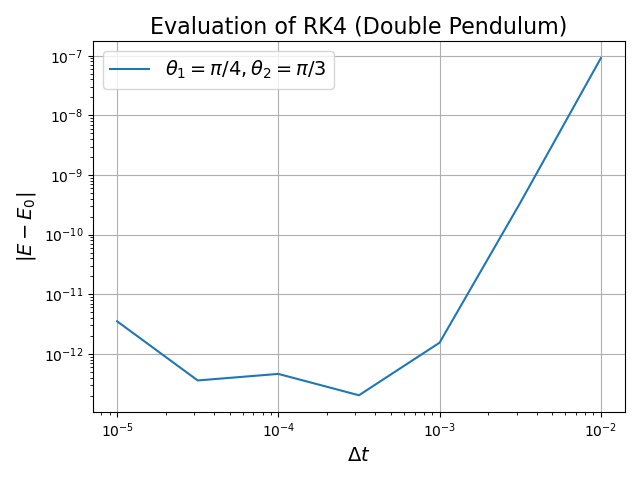 Evaluation of RK4 (Double Pendulum)
θ₁ = π/4, θ₂ = π/3
|E − E₀|
10⁻⁷
10⁻⁸
10⁻⁹
10⁻¹⁰
10⁻¹¹
10⁻¹²
10⁻⁵ 10⁻⁴ 10⁻³ 10⁻²
Δt